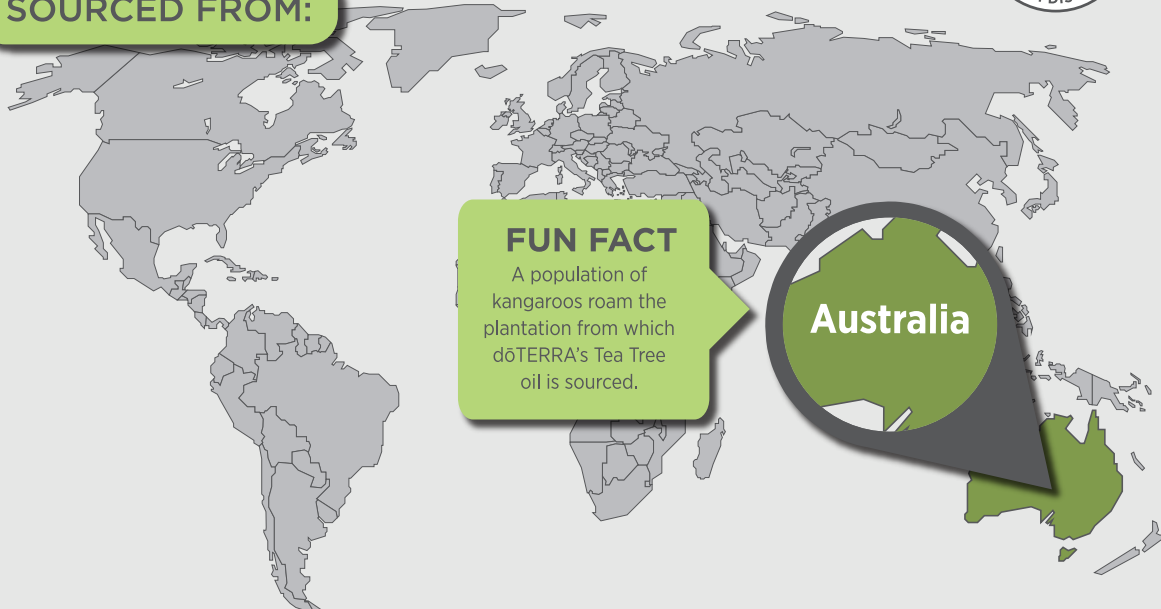 SOURCED FROM:
FUN FACT
A population of
kangaroos roam the
plantation from which
dōTERRA's Tea Tree
oil is sourced.
Australia